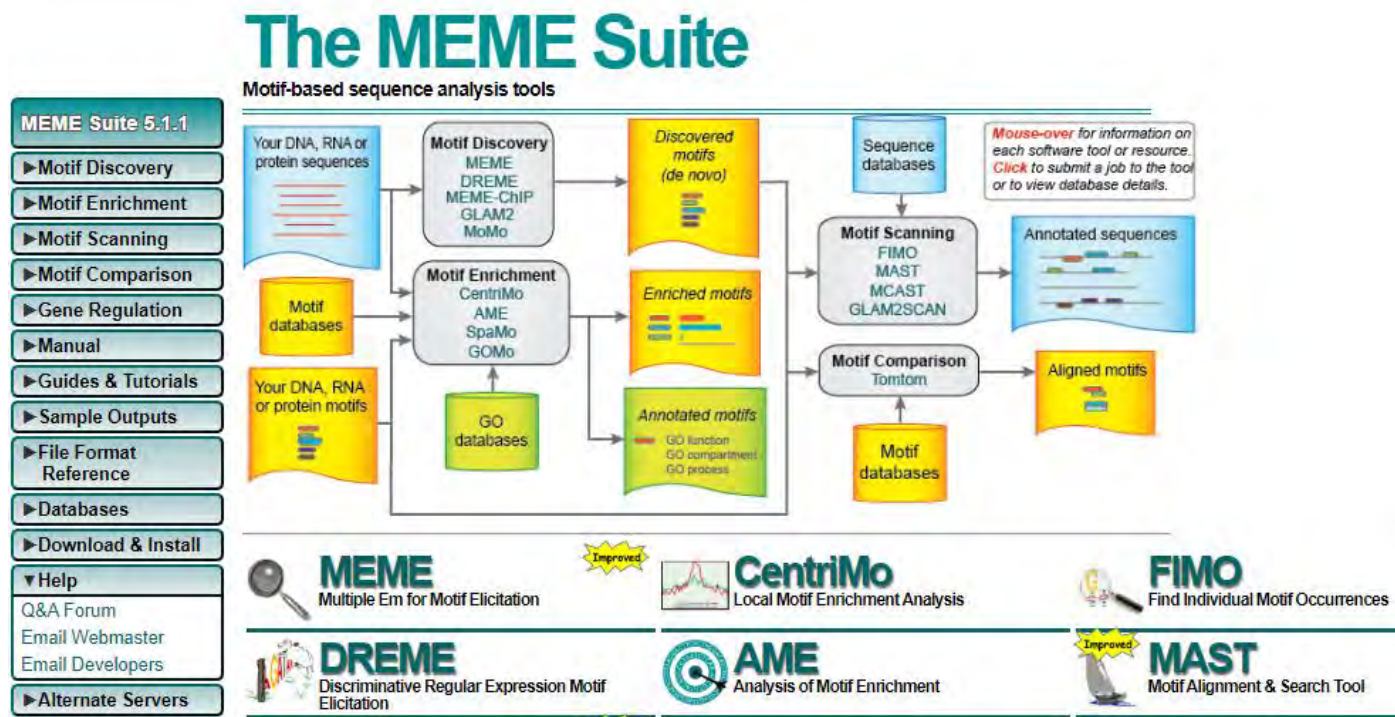 The MEME Suite
Motif-based sequence analysis tools
MEME Suite 5.1.1
►Motif Discovery
►Motif Enrichment
►Motif Scanning
►Motif Comparison
►Gene Regulation
►Manual
►Guides & Tutorials
►Sample Outputs
►File Format
Reference
►Databases
►Download & Install
▼Help
Q&A Forum
Email Webmaster
Email Developers
►Alternate Servers
Your DNA, RNA or
protein sequences
Motif
databases
Your DNA, RNA
or protein motifs
Motif Discovery
MEME
DREME
MEME-ChIP
GLAM2
MoMo
Motif Enrichment
CentriMo
AME
SpaMo
GOMo
GO
databases
Discovered
motifs
(de novo)
Enriched motifs
Annotated motifs
GO function
GO compartment
GO process
Sequence
databases
Motif Scanning
FIMO
MAST
MCAST
GLAM2SCAN
Motif Comparison
Tomtom
Motif
databases
Mouse-over for information on
each software tool or resource.
Click to submit a job to the tool
or to view database details.
Annotated sequences
Aligned motifs
MEME
Multiple Em for Motif Elicitation
Improved
CentriMo
Local Motif Enrichment Analysis
FIMO
Find Individual Motif Occurrences
DREME
Discriminative Regular Expression Motif
Elicitation
AME
Analysis of Motif Enrichment
Improved
MAST
Motif Alignment & Search Tool